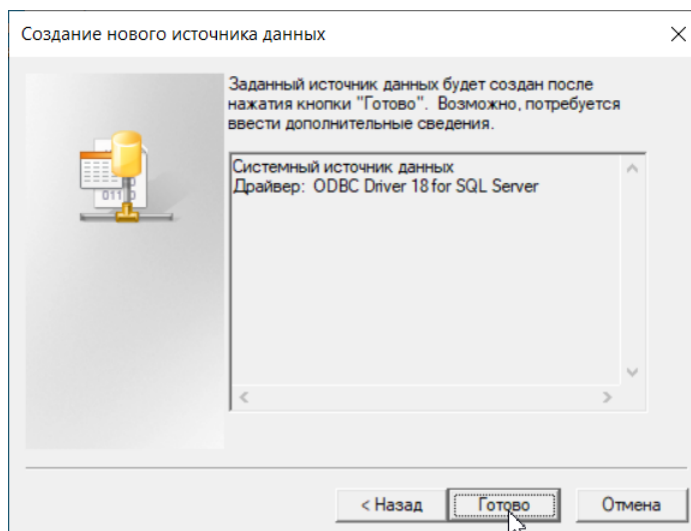 Создание нового источника данных
Заданный источник данных будет создан после
нажатия кнопки "Готово". Возможно, потребуется
ввести дополнительные сведения.
Системный источник данных
Драйвер: ODBC Driver 18 for SQL Server
< Назад
Готово
Отмена